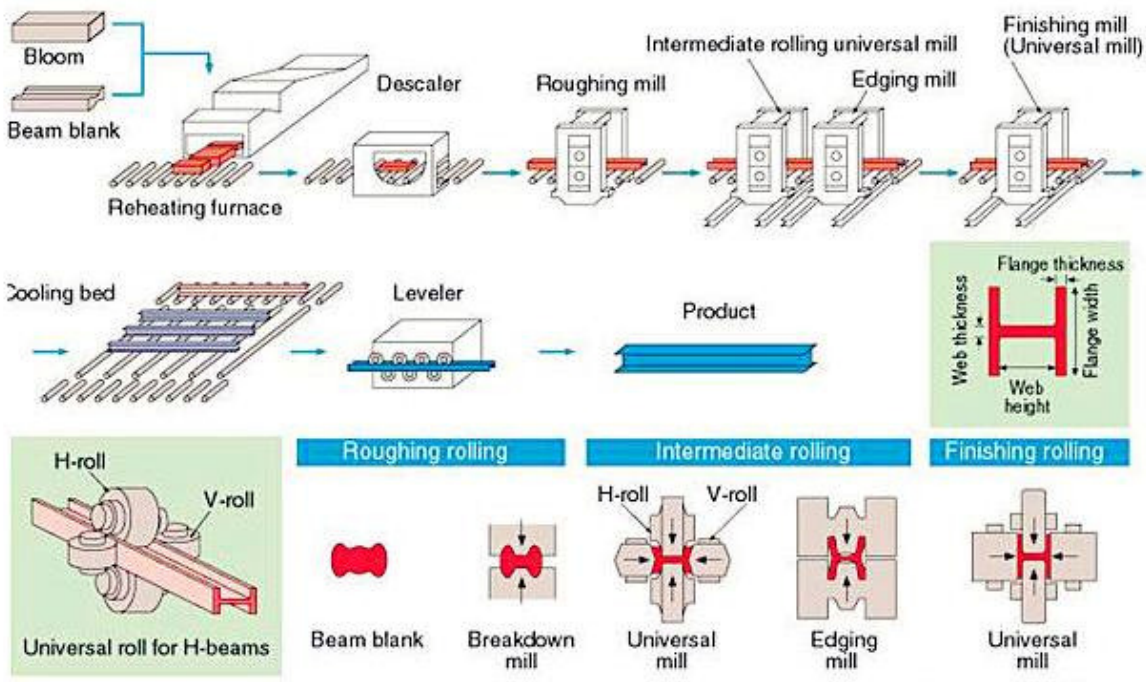 Bloom
Beam blank
Reheating furnace
Descaler
Roughing mill
Intermediate rolling universal mill
Edging mill
Finishing mill
(Universal mill)
Cooling bed
Leveler
Product
Flange thickness
Web thickness
Flange width
Web
height
H-roll
V-roll
Universal roll for H-beams
Roughing rolling
Beam blank
Breakdown
mill
Intermediate rolling
H-roll
V-roll
Universal
mill
Edging
mill
Finishing rolling
Universal
mill